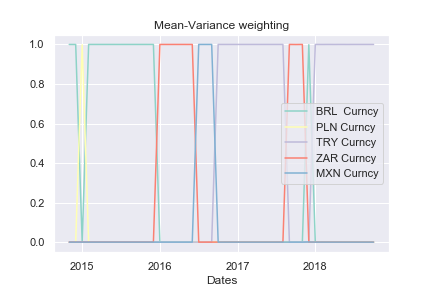 Mean-Variance weighting
1.0
0.8
0.6
0.4
0.2
0.0
BRL  Curncy
PLN Curncy
TRY Curncy
ZAR Curncy
MXN Curncy
2015 2016 2017 2018
Dates